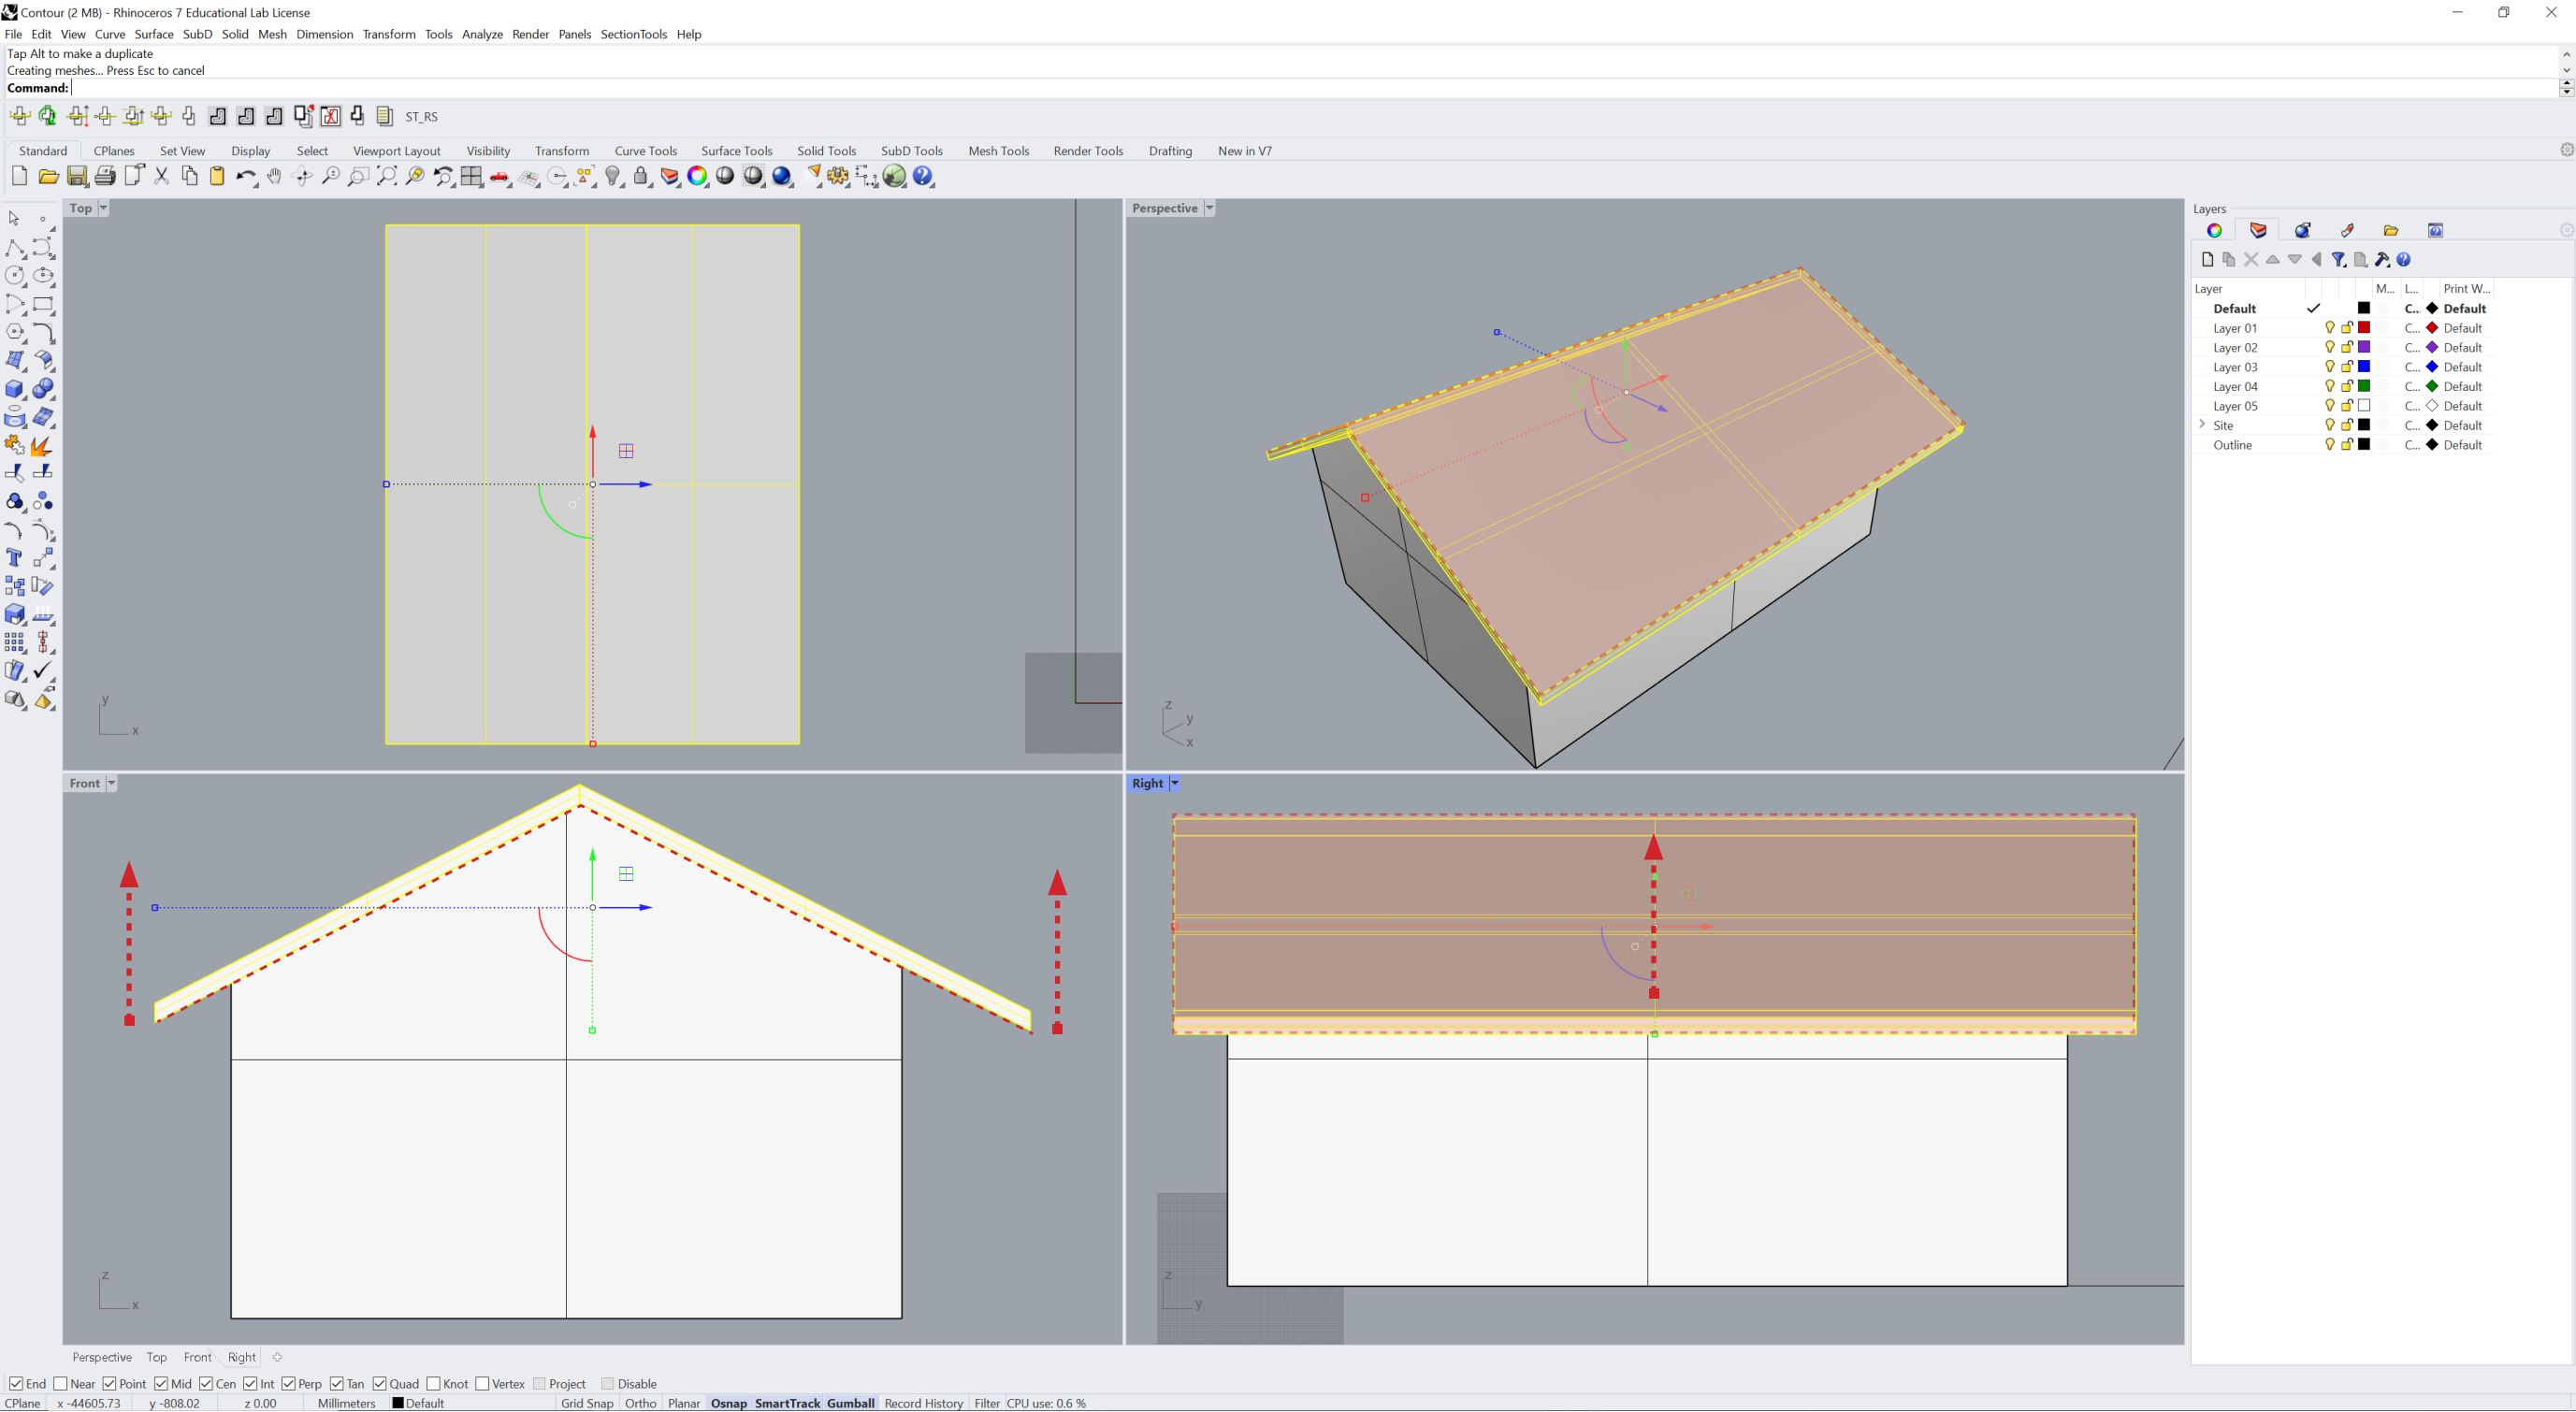 Contour (2 MB) - Rhinoceros 7 Educational Lab License
File Edit View Curve Surface SubD Solid Mesh Dimension Transform Tools Analyze Render Panels SectionTools Help
Tap Alt to make a duplicate
Creating meshes... Press Esc to cancel
Command:
ST_RS
Standard CPlanes Set View Display Select Viewport Layout Visibility Transform Curve Tools Surface Tools Solid Tools SubD Tools Mesh Tools Render Tools Drafting New in V7
Top
y
x
Perspective
z
y
x
Front
z
x
Right
z
y
Layers
Layer M... L... Print W...
Default C... Default
Layer 01 C... Default
Layer 02 C... Default
Layer 03 C... Default
Layer 04 C... Default
Layer 05 C... Default
Site C... Default
Outline C... Default
Perspective Top Front Right
End Near Point Mid Cen Int Perp Tan Quad Knot Vertex Project Disable
CPlane x -44605.73 y -808.02 z 0.00 Millimeters Default Grid Snap Ortho Planar Osnap SmartTrack Gumball Record History Filter CPU use: 0.6 %